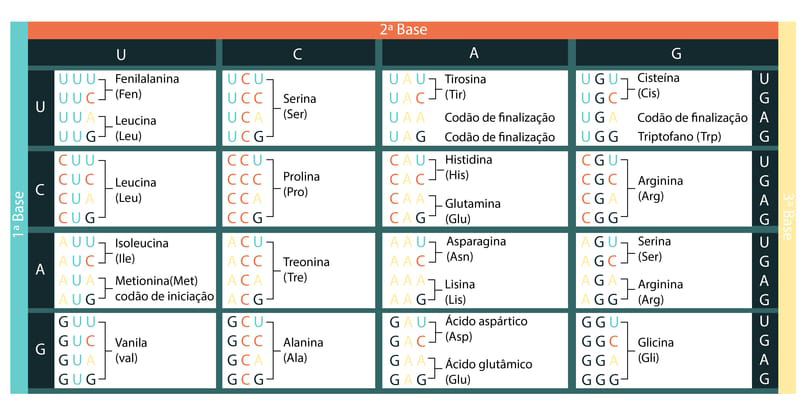 2ª Base
U C A G
1ª Base
3ª Base
U
UUU
UUC
Fenilalanina
(Fen)
UUA
UUG
Leucina
(Leu)
UCU
UCC
UCA
UCG
Serina
(Ser)
UAU
UAC
Tirosina
(Tir)
UAA Codão de finalização
UAG Codão de finalização
UGU
UGC
Cisteína
(Cis)
UGA Codão de finalização
UGG Triptofano (Trp)
U
G
A
G
C
CUU
CUC
CUA
CUG
Leucina
(Leu)
CCU
CCC
CCA
CCG
Prolina
(Pro)
CAU
CAC
Histidina
(His)
CAA
CAG
Glutamina
(Glu)
CGU
CGC
CGA
CGG
Arginina
(Arg)
U
G
A
G
A
AUU
AUC
Isoleucina
(Ile)
AUA
AUG
Metionina(Met)
codão de iniciação
ACU
ACC
ACA
ACG
Treonina
(Tre)
AAU
AAC
Asparagina
(Asn)
AAA
AAG
Lisina
(Lis)
AGU
AGC
Serina
(Ser)
AGA
AGG
Arginina
(Arg)
U
G
A
G
G
GUU
GUC
GUA
GUG
Vanila
(val)
GCU
GCC
GCA
GCG
Alanina
(Ala)
GAU
GAC
Ácido aspártico
(Asp)
GAA
GAG
Ácido glutâmico
(Glu)
GGU
GGC
GGA
GGG
Glicina
(Gli)
U
G
A
G